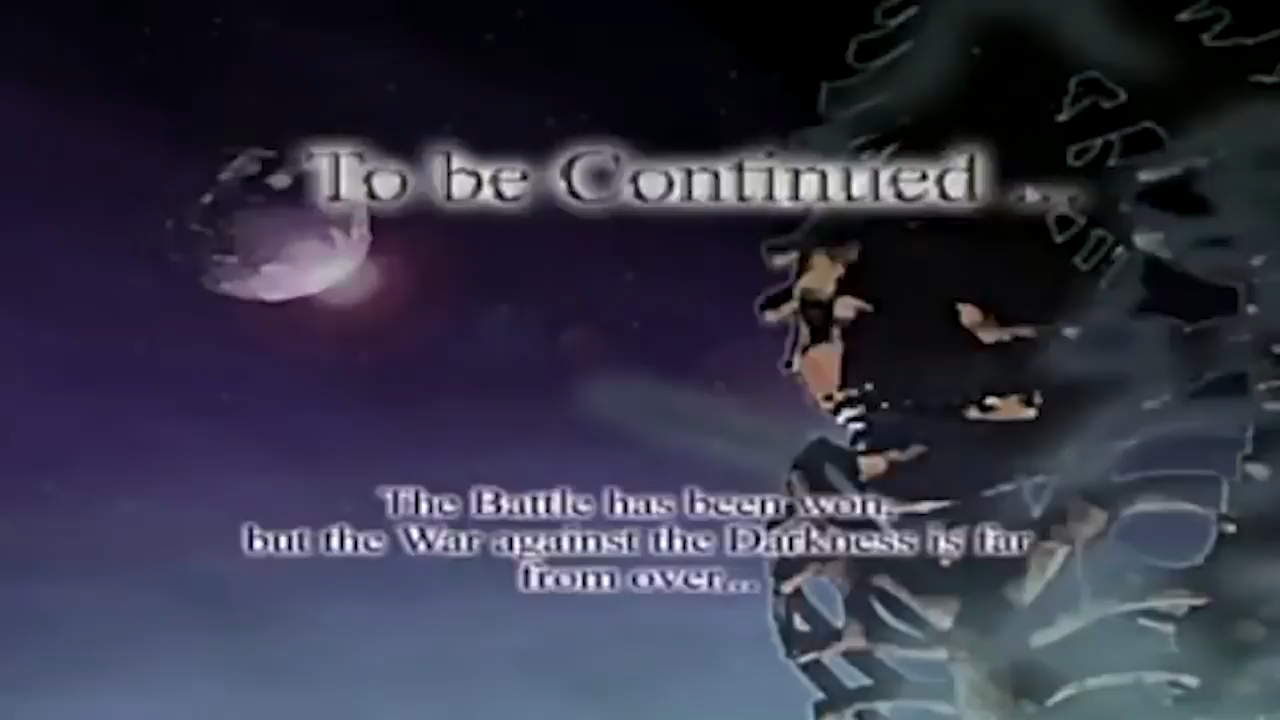 To be Continued ...
The Battle has been won,
but the War against the Darkness is far
from over...